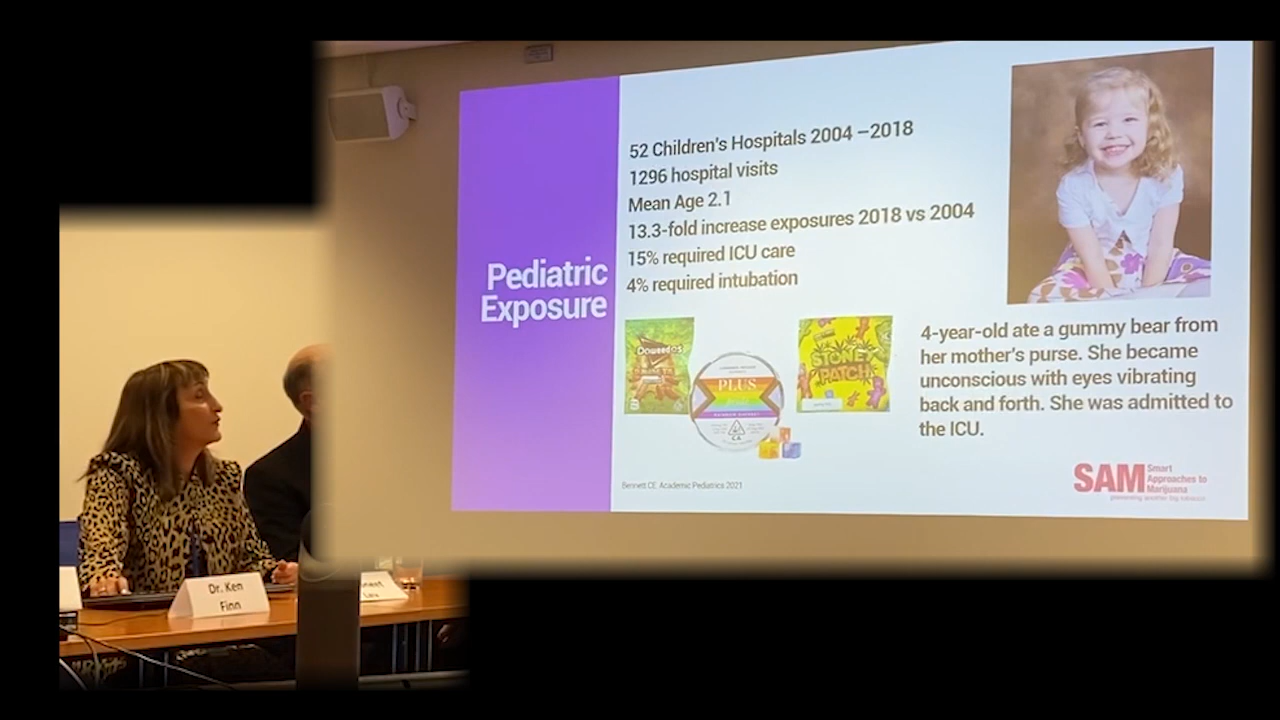 Pediatric
Exposure
52 Children's Hospitals 2004 –2018
1296 hospital visits
Mean Age 2.1
13.3-fold increase exposures 2018 vs 2004
15% required ICU care
4% required intubation
Doweedos
PLUS
CA
STONEY
PATCH
4-year-old ate a gummy bear from
her mother's purse. She became
unconscious with eyes vibrating
back and forth. She was admitted to
the ICU.
Bennett CE. Academic Pediatrics 2021
SAM
Smart
Approaches to
Marijuana
Dr. Ken
Finn